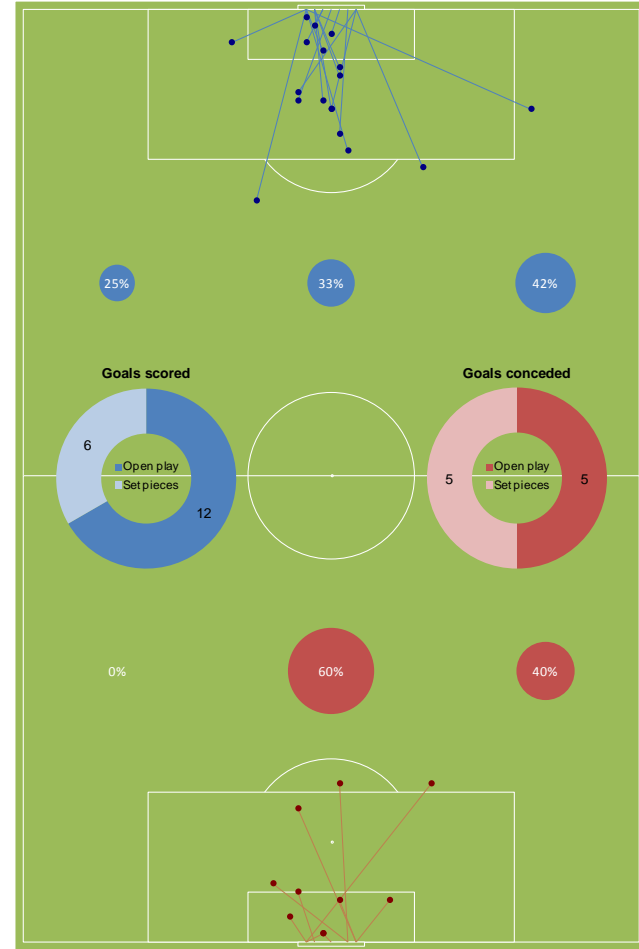 25%
33%
42%
Goals scored
Goals conceded
6
Open play
Set pieces
12
5
Open play
Set pieces
5
0%
60%
40%